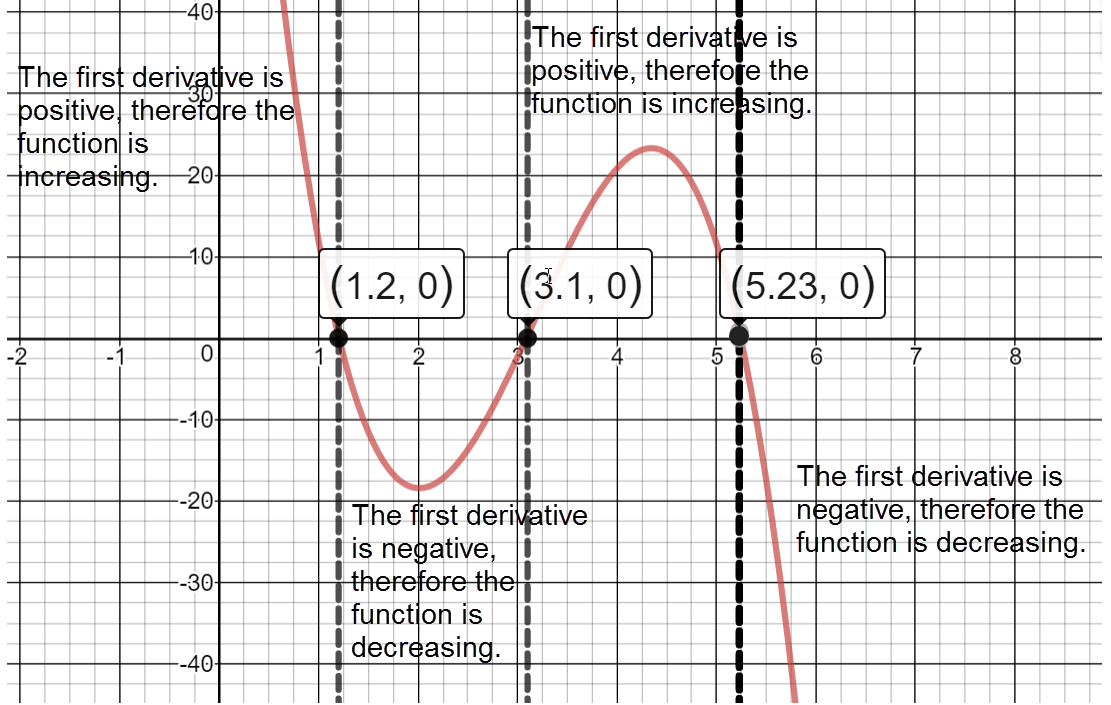 The first derivative is
positive, therefore the
function is
increasing.
The first derivative is
positive, therefore the
function is increasing.
40
30
20
10
(1.2, 0)
(3.1, 0)
(5.23, 0)
-2 -1 0 1 2 3 4 5 6 7 8
-10
-20
-30
-40
The first derivative
is negative,
therefore the
function is
decreasing.
The first derivative is
negative, therefore the
function is decreasing.